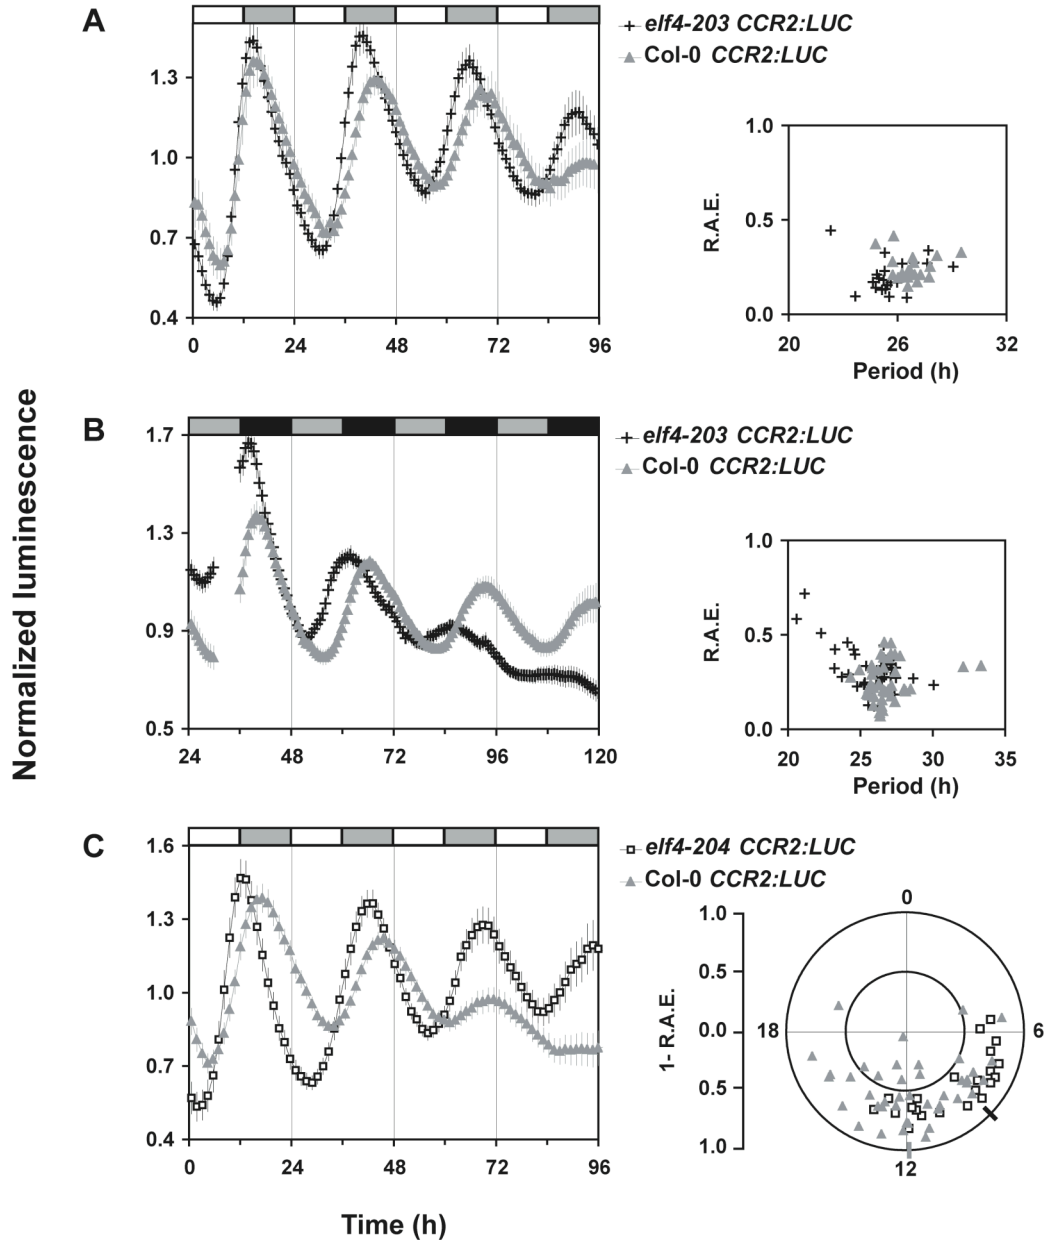 A
elf4-203 CCR2:LUC
Col-0 CCR2:LUC
1.3
1.0
0.7
0.4
0 24 48 72 96
R.A.E.
1.0
0.5
0.0
20 26 32
Period (h)
Normalized luminescence
B
elf4-203 CCR2:LUC
Col-0 CCR2:LUC
1.7
1.3
0.9
0.5
24 48 72 96 120
R.A.E.
1.0
0.5
0.0
20 25 30 35
Period (h)
C
elf4-204 CCR2:LUC
Col-0 CCR2:LUC
1.6
1.3
1.0
0.7
0.4
0 24 48 72 96
Time (h)
1- R.A.E.
1.0
0.5
0.0
0.5
1.0
0
18
6
12